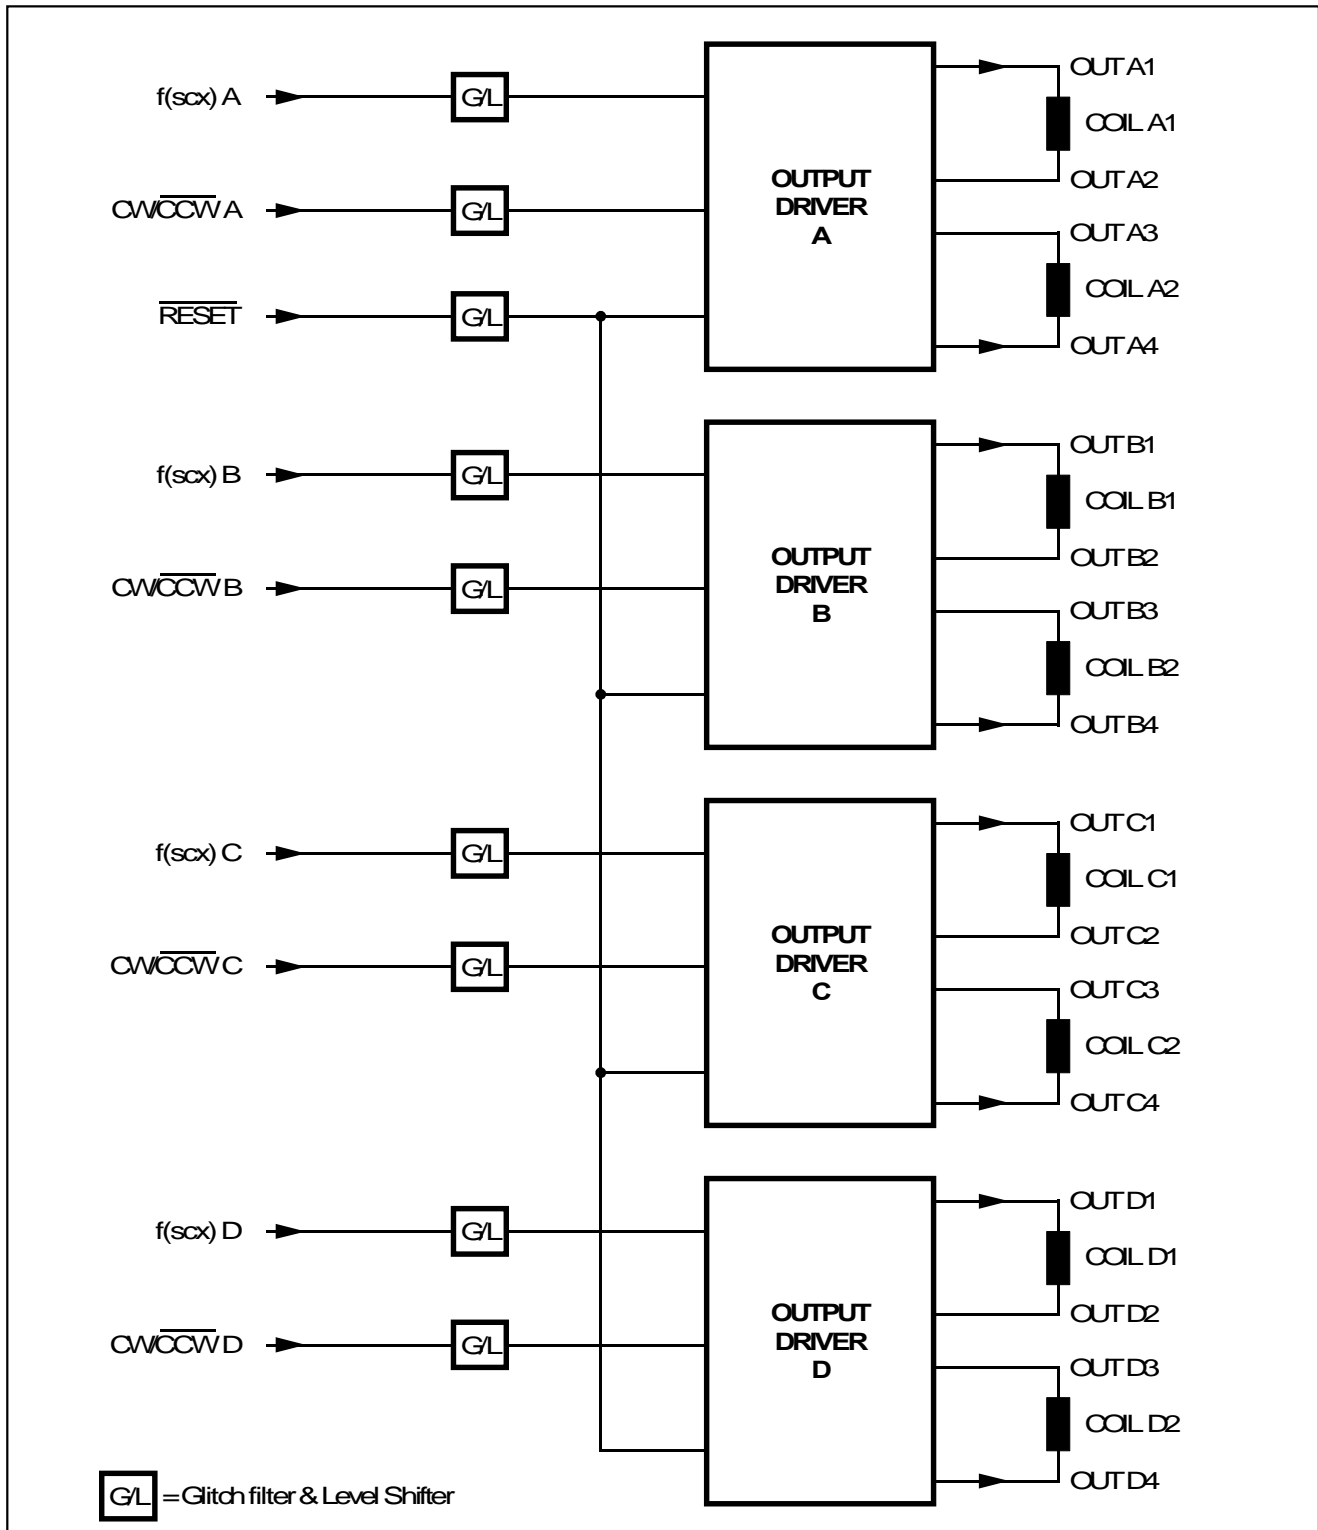 f(scx) A
G/L
CW/CCW A
G/L
RESET
G/L
OUTPUT
DRIVER
A
OUT A1
COIL A1
OUT A2
OUT A3
COIL A2
OUT A4
f(scx) B
G/L
CW/CCW B
G/L
OUTPUT
DRIVER
B
OUT B1
COIL B1
OUT B2
OUT B3
COIL B2
OUT B4
f(scx) C
G/L
CW/CCW C
G/L
OUTPUT
DRIVER
C
OUT C1
COIL C1
OUT C2
OUT C3
COIL C2
OUT C4
f(scx) D
G/L
CW/CCW D
G/L
OUTPUT
DRIVER
D
OUT D1
COIL D1
OUT D2
OUT D3
COIL D2
OUT D4
G/L = Glitch filter & Level Shifter